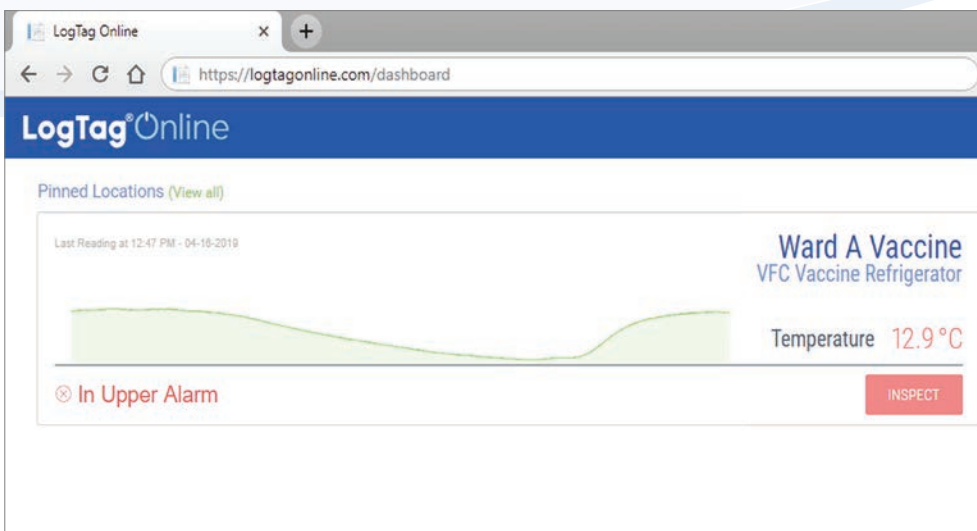 LogTag Online
https://logtagonline.com/dashboard
LogTag® Online
Pinned Locations (View all)
Last Reading at 12:47 PM - 04-16-2019
Ward A Vaccine
VFC Vaccine Refrigerator
Temperature 12.9 °C
In Upper Alarm
INSPECT